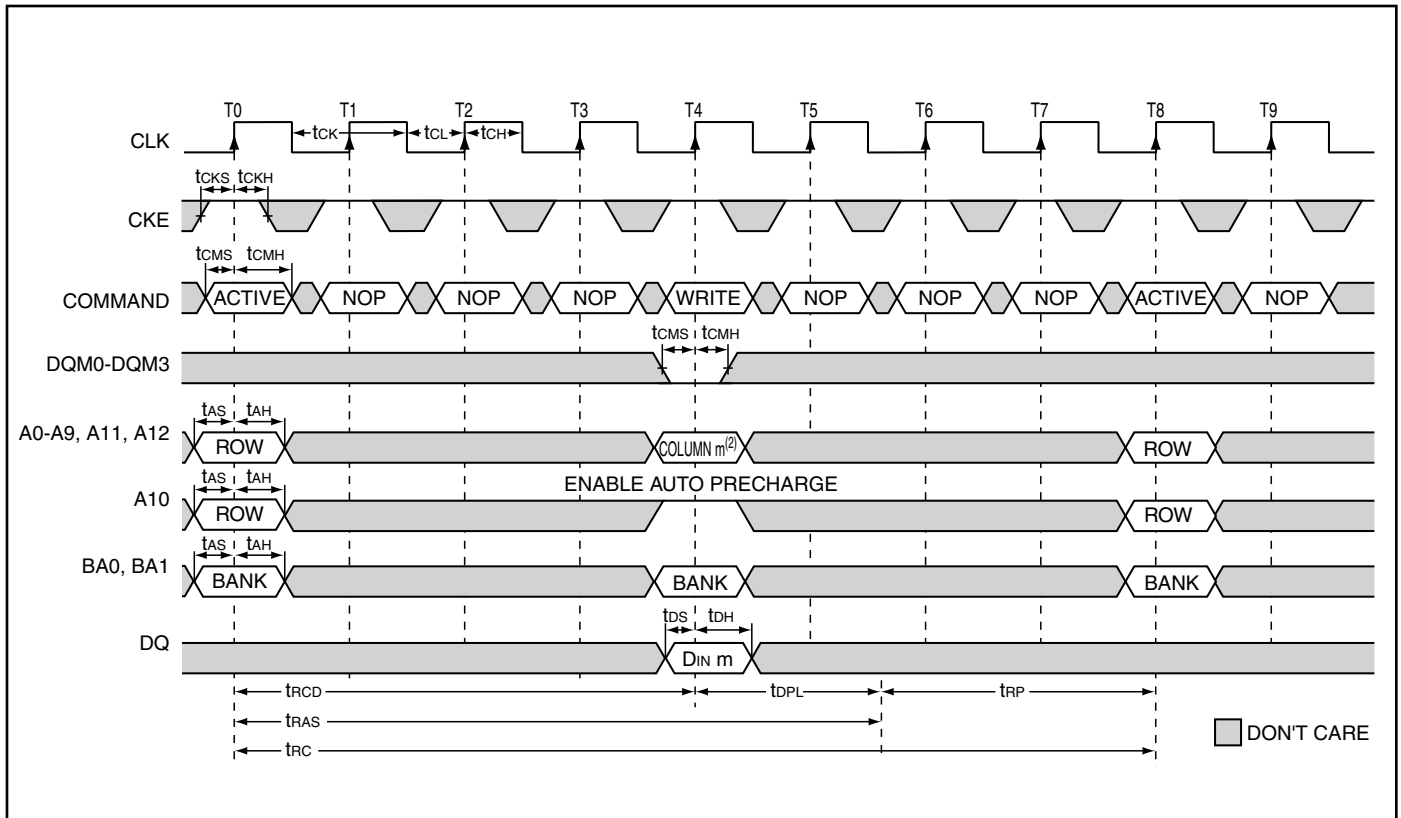 T0 T1 T2 T3 T4 T5 T6 T7 T8 T9
CLK tCK tCL tCH
tCKS tCKH
CKE
tCMS tCMH
COMMAND ACTIVE NOP NOP NOP WRITE NOP NOP NOP ACTIVE NOP
tCMS tCMH
DQM0-DQM3
tAS tAH
A0-A9, A11, A12 ROW COLUMN m(2) ROW
tAS tAH ENABLE AUTO PRECHARGE
A10 ROW ROW
tAS tAH
BA0, BA1 BANK BANK BANK
tDS tDH
DQ DIN m
tRCD tDPL tRP
tRAS
tRC
DON'T CARE